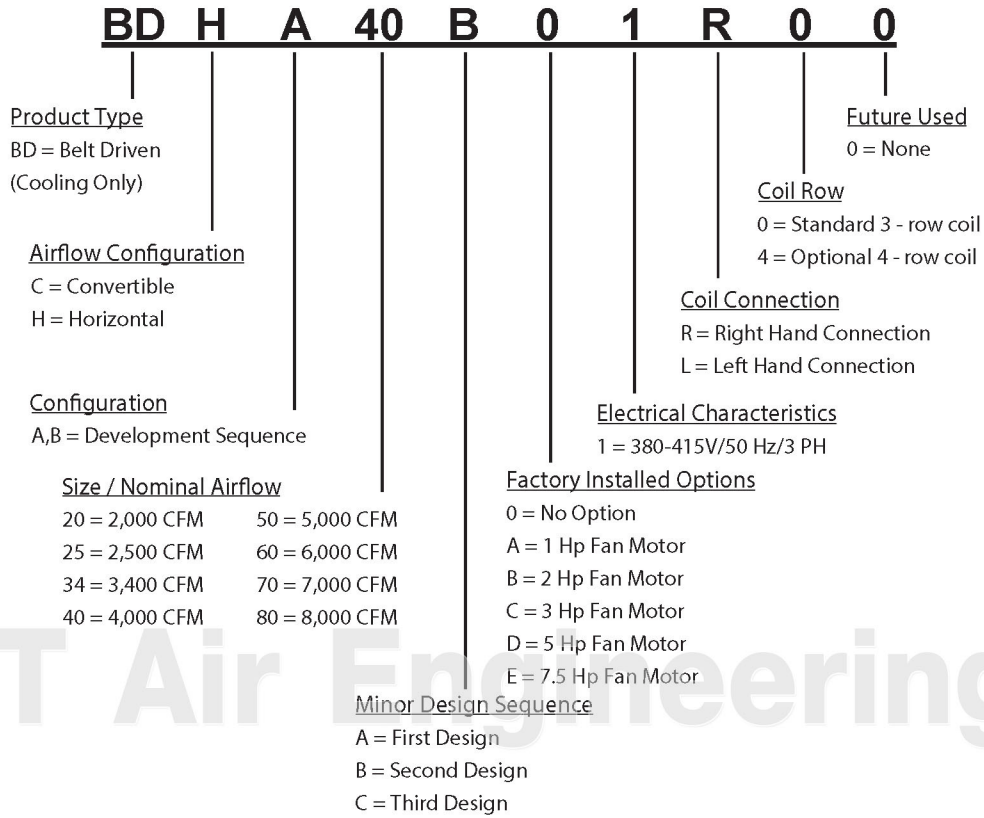 BD H A 40 B 0 1 R 0 0
Product Type
BD = Belt Driven
(Cooling Only)
Future Used
0 = None
Coil Row
0 = Standard 3 - row coil
4 = Optional 4 - row coil
Airflow Configuration
C = Convertible
H = Horizontal
Coil Connection
R = Right Hand Connection
L = Left Hand Connection
Configuration
A,B = Development Sequence
Electrical Characteristics
1 = 380-415V/50 Hz/3 PH
Size / Nominal Airflow
20 = 2,000 CFM 50 = 5,000 CFM
25 = 2,500 CFM 60 = 6,000 CFM
34 = 3,400 CFM 70 = 7,000 CFM
40 = 4,000 CFM 80 = 8,000 CFM
Factory Installed Options
0 = No Option
A = 1 Hp Fan Motor
B = 2 Hp Fan Motor
C = 3 Hp Fan Motor
D = 5 Hp Fan Motor
E = 7.5 Hp Fan Motor
T Air Engineering
Minor Design Sequence
A = First Design
B = Second Design
C = Third Design